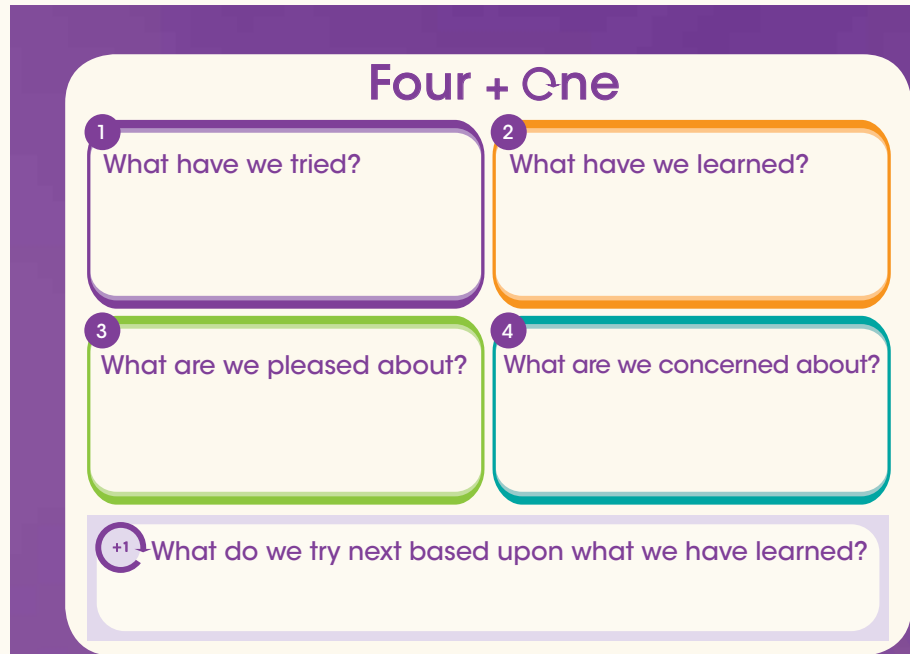 Four + One
1
What have we tried?
2
What have we learned?
3
What are we pleased about?
4
What are we concerned about?
+1
What do we try next based upon what we have learned?